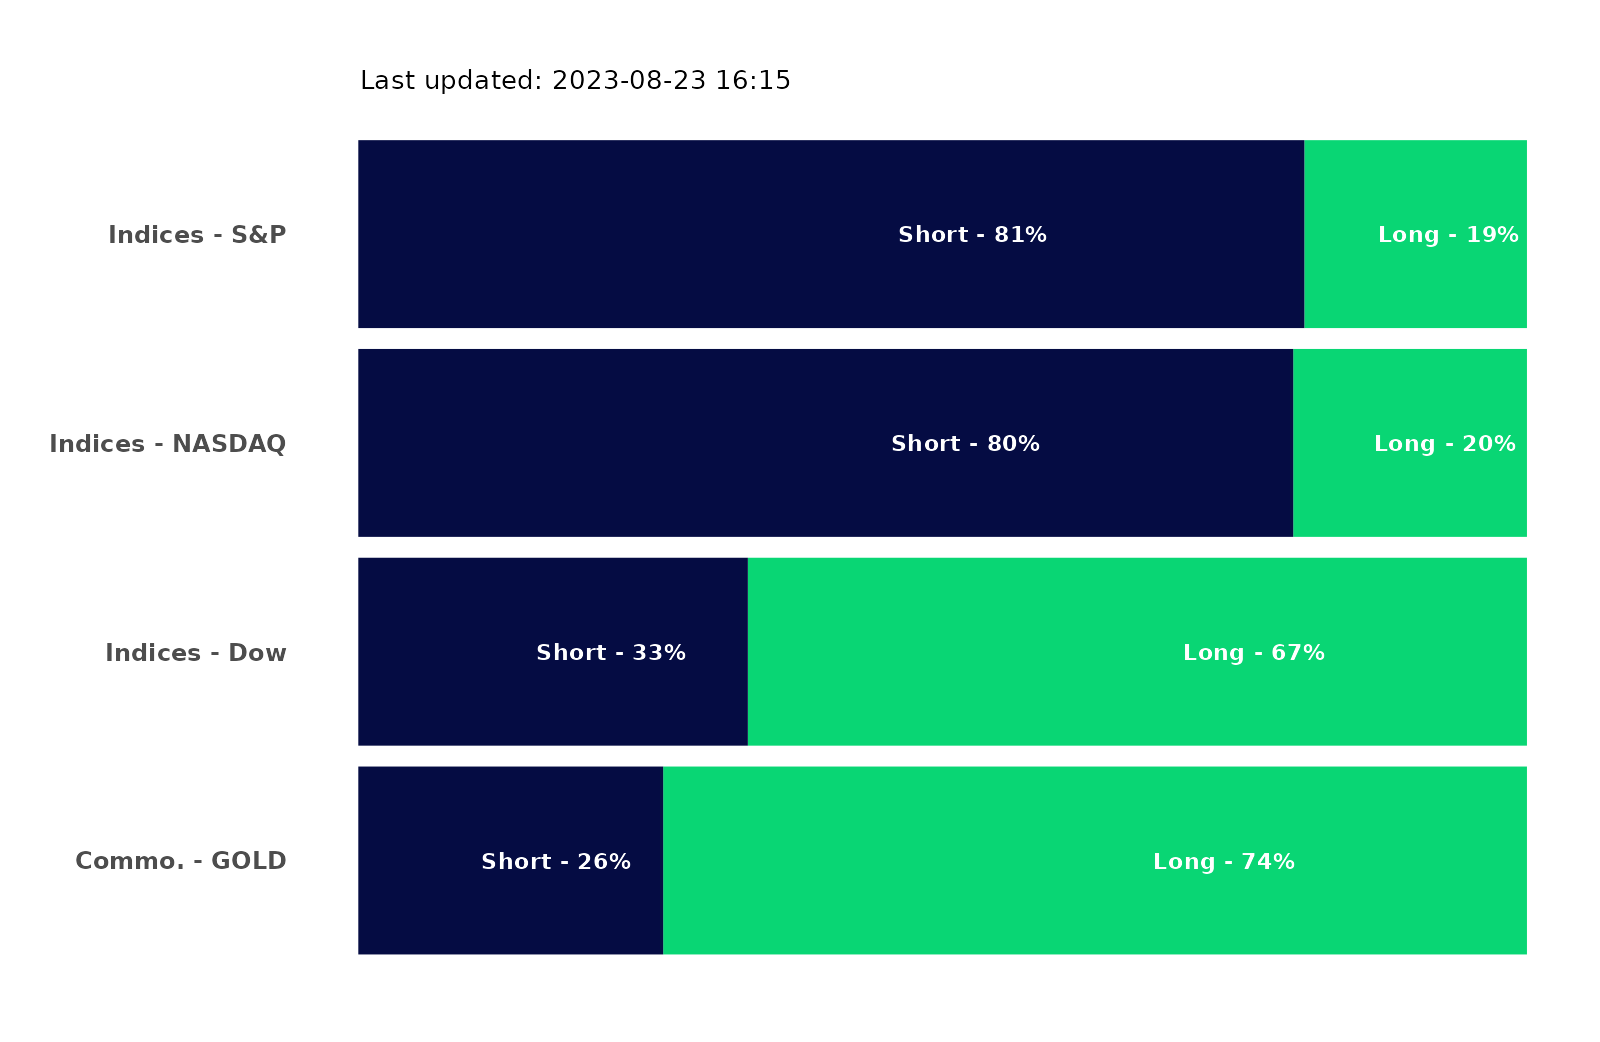 Last updated: 2023-08-23 16:15
Indices - S&P
Short - 81%
Long - 19%
Indices - NASDAQ
Short - 80%
Long - 20%
Indices - Dow
Short - 33%
Long - 67%
Commo. - GOLD
Short - 26%
Long - 74%